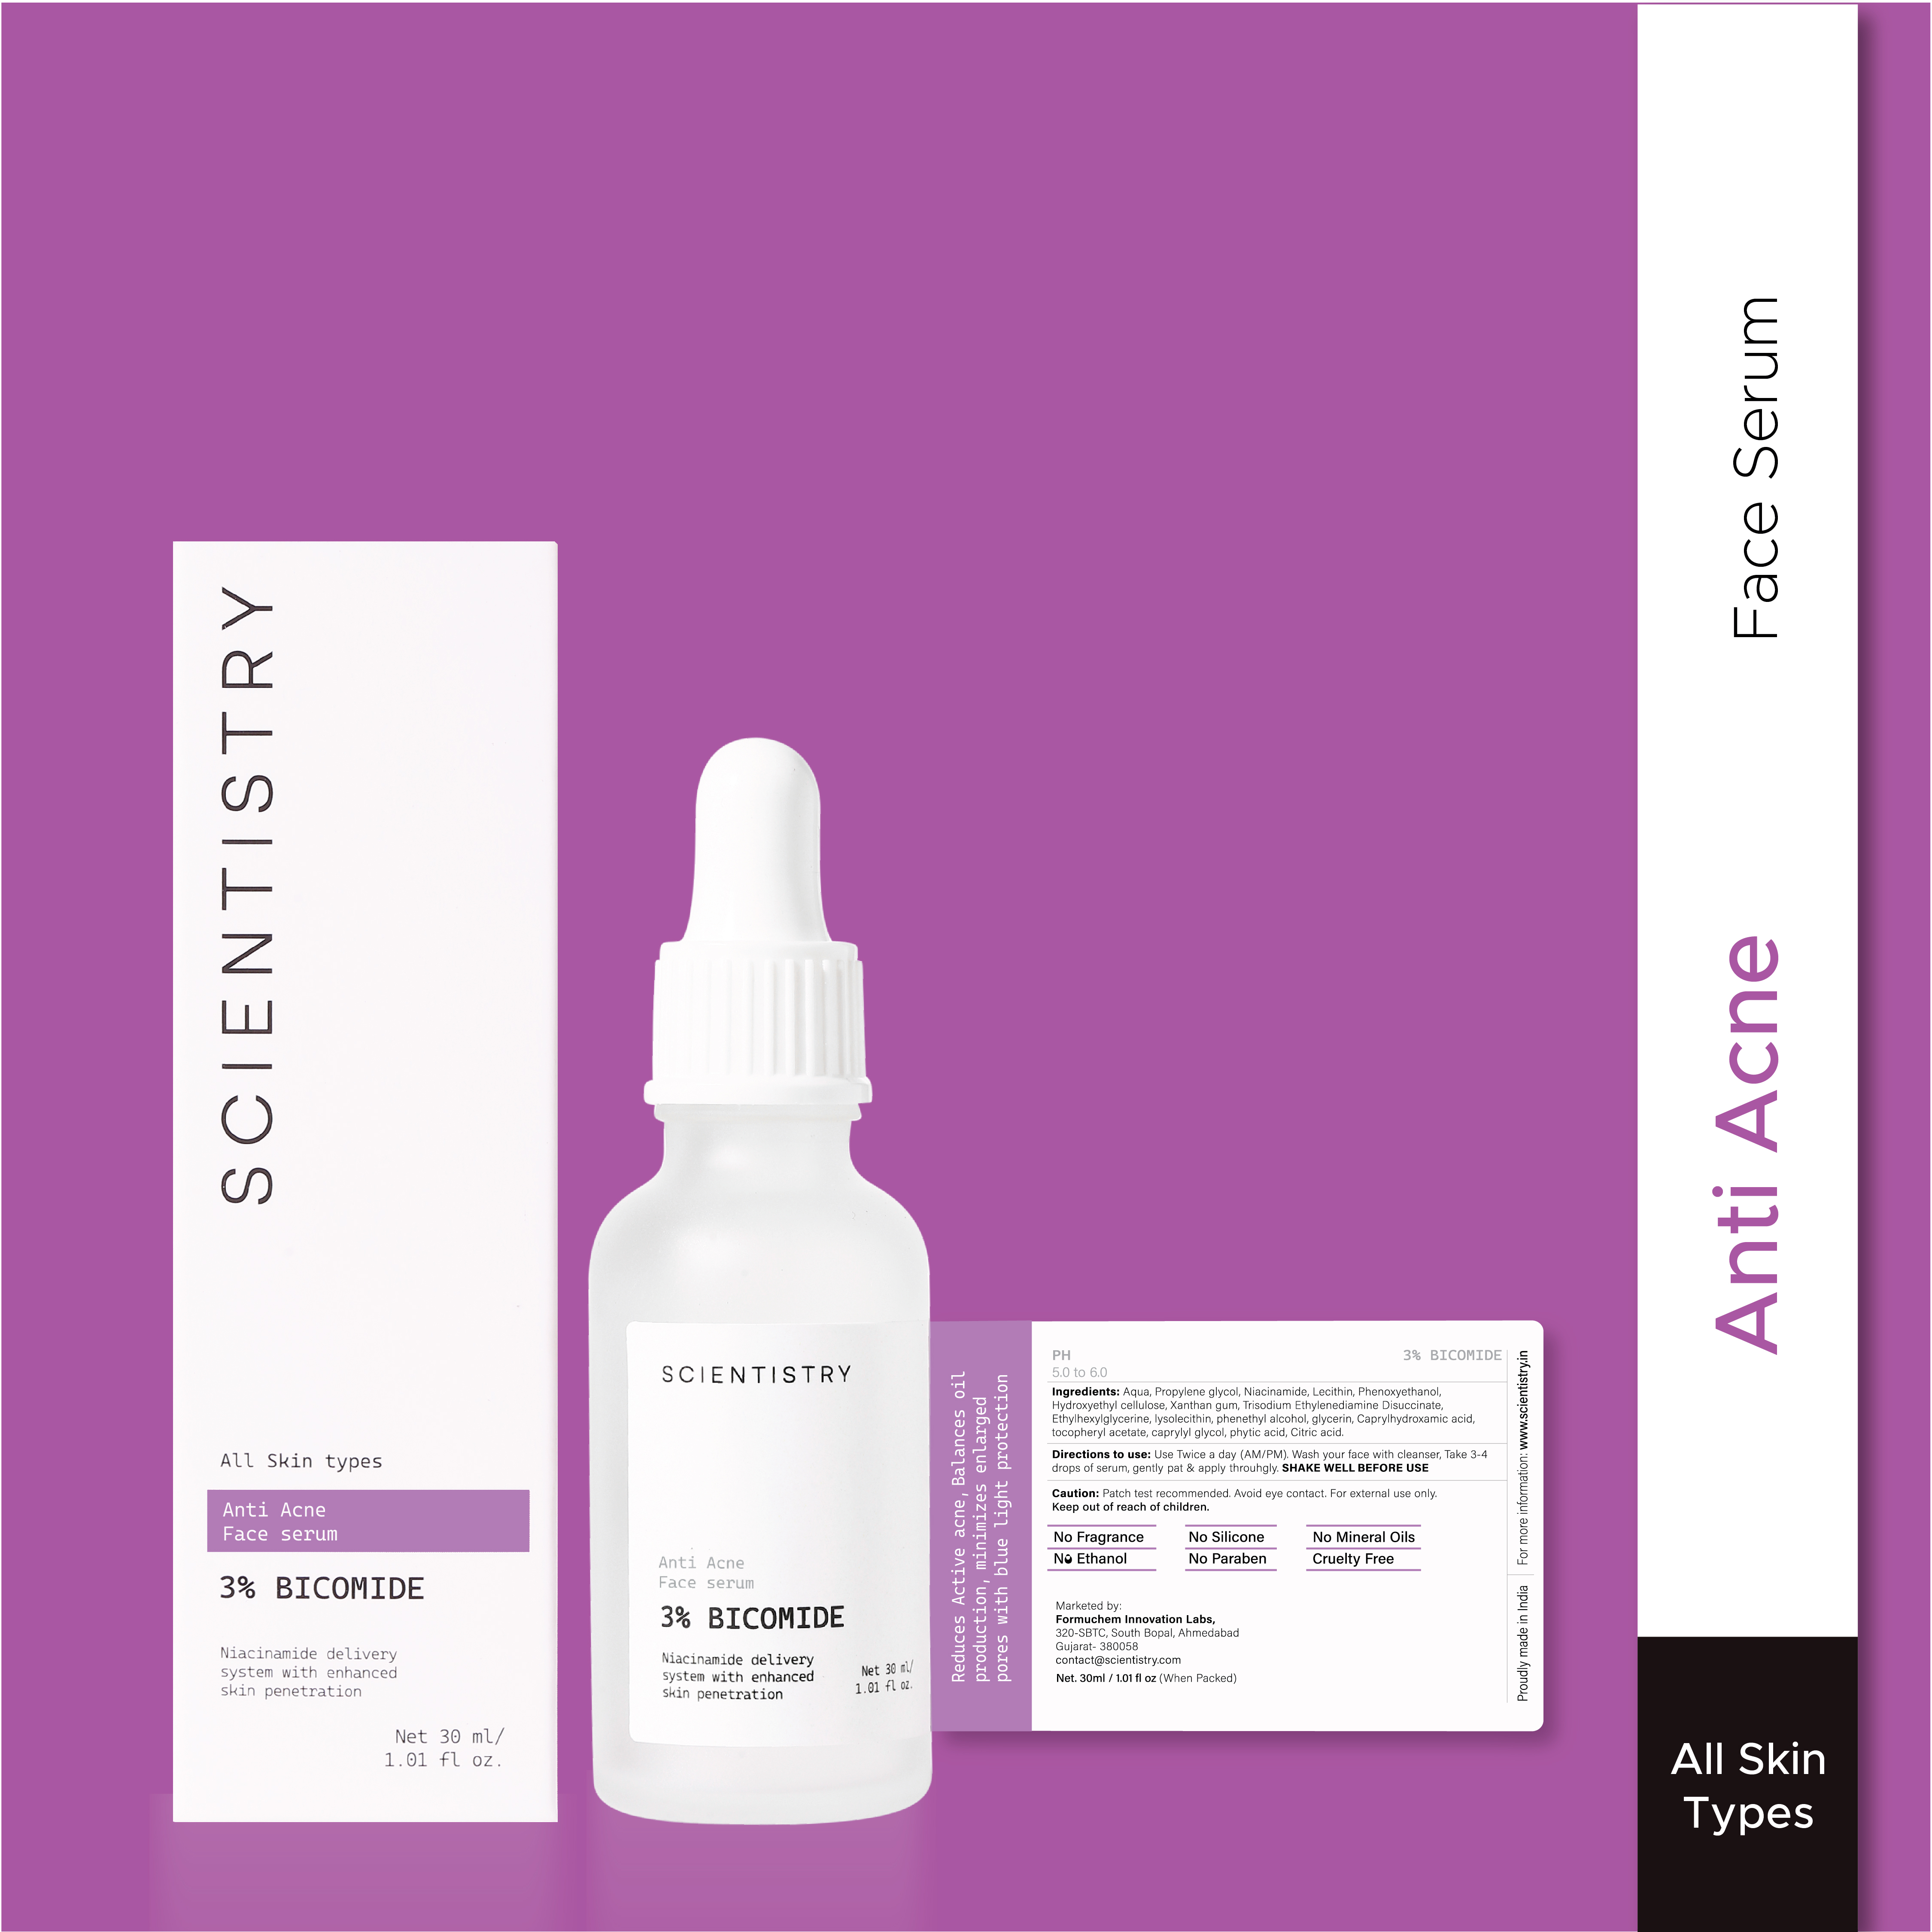 SCIENTISTRY
All Skin types
Anti Acne
Face serum
3% BICOMIDE
Niacinamide delivery
system with enhanced
skin penetration
Net 30 ml/
1.01 fl oz.
SCIENTISTRY
Anti Acne
Face serum
3% BICOMIDE
Niacinamide delivery
system with enhanced
skin penetration
Net 30 ml/
1.01 fl oz.
Reduces Active acne, Balances oil
production, minimizes enlarged
pores with blue light protection
PH
5.0 to 6.0
3% BICOMIDE
Ingredients: Aqua, Propylene glycol, Niacinamide, Lecithin, Phenoxyethanol,
Hydroxyethyl cellulose, Xanthan gum, Trisodium Ethylenediamine Disuccinate,
Ethylhexylglycerine, lysolecithin, phenethyl alcohol, glycerin, Caprylhydroxamic acid,
tocopheryl acetate, caprylyl glycol, phytic acid, Citric acid.
Directions to use: Use Twice a day (AM/PM). Wash your face with cleanser, Take 3-4
drops of serum, gently pat & apply throuhgly. SHAKE WELL BEFORE USE
Caution: Patch test recommended. Avoid eye contact. For external use only.
Keep out of reach of children.
No Fragrance
No Silicone
No Mineral Oils
No Ethanol
No Paraben
Cruelty Free
Marketed by:
Formuchem Innovation Labs,
320-SBTC, South Bopal, Ahmedabad
Gujarat- 380058
contact@scientistry.com
Net. 30ml / 1.01 fl oz (When Packed)
For more information: www.scientistry.in
Proudly made in India
Face Serum
Anti Acne
All Skin
Types